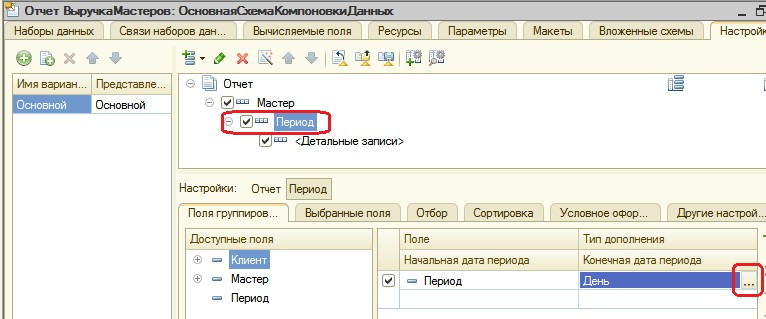 Отчет ВыручкаМастеров: ОсновнаяСхемаКомпоновкиДанных
Наборы данных Связи наборов дан... Вычисляемые поля Ресурсы Параметры Макеты Вложенные схемы Настройк
Имя вариан... Представле...
Основной Основной
Отчет
Мастер
Период
<Детальные записи>
Настройки: Отчет Период
Поля группиров... Выбранные поля Отбор Сортировка Условное офор... Другие настрой...
Доступные поля
Клиент
Мастер
Период
Поле Тип дополнения
Начальная дата периода Конечная дата периода
Период День ...